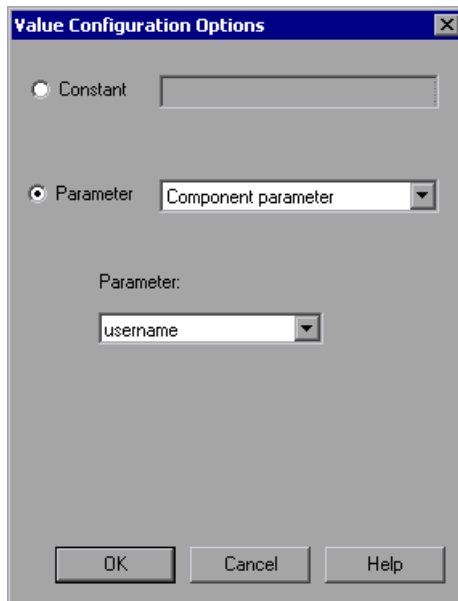 Value Configuration Options
Constant
Parameter Component parameter
Parameter:
username
OK Cancel Help